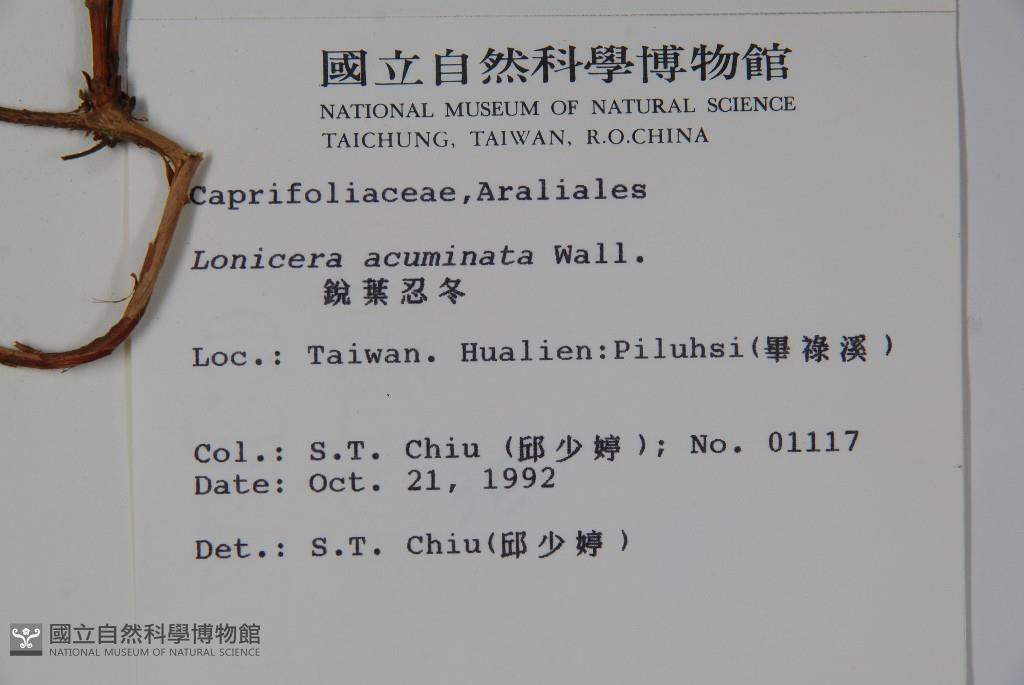 國立自然科學博物館
NATIONAL MUSEUM OF NATURAL SCIENCE
TAICHUNG, TAIWAN, R.O.CHINA
Caprifoliaceae,Araliales
Lonicera acuminata Wall.
銳葉忍冬
Loc.: Taiwan. Hualien:Piluhsi(畢祿溪)
Col.: S.T. Chiu (邱少婷); No. 01117
Date: Oct. 21, 1992
Det.: S.T. Chiu(邱少婷)
國立自然科學博物館
NATIONAL MUSEUM OF NATURAL SCIENCE